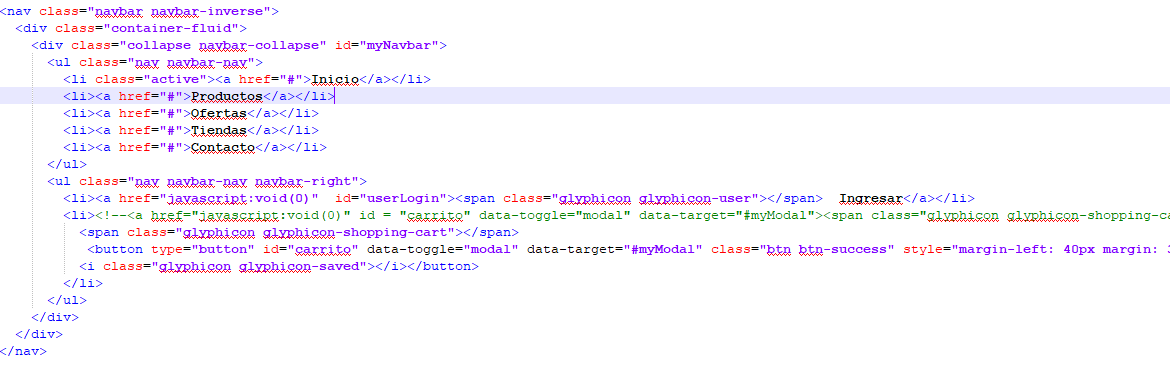 <nav class="navbar navbar-inverse">
<div class="container-fluid">
<div class="collapse navbar-collapse" id="myNavbar">
<ul class="nav navbar-nav">
<li class="active"><a href="#">Inicio</a></li>
<li><a href="#">Productos</a></li>
<li><a href="#">Ofertas</a></li>
<li><a href="#">Tiendas</a></li>
<li><a href="#">Contacto</a></li>
</ul>
<ul class="nav navbar-nav navbar-right">
<li><a href="javascript:void(0)"  id="userLogin"><span class="glyphicon glyphicon-user"></span>  Ingresar</a></li>
<li><!--<a href="javascript:void(0)" id = "carrito" data-toggle="modal" data-target="#myModal"><span class="glyphicon glyphicon-shopping-ca
<span class="glyphicon glyphicon-shopping-cart"></span>
<button type="button" id="carrito" data-toggle="modal" data-target="#myModal" class="btn btn-success" style="margin-left: 40px margin:
<i class="glyphicon glyphicon-saved"></i></button>
</li>
</ul>
</div>
</div>
</nav>